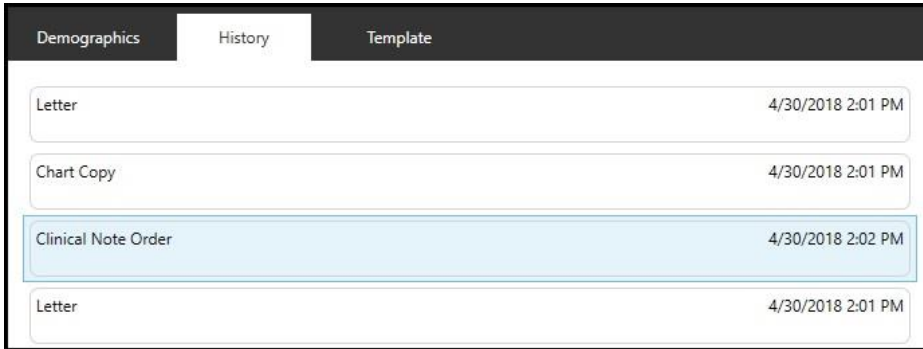 Demographics History Template
Letter 4/30/2018 2:01 PM
Chart Copy 4/30/2018 2:01 PM
Clinical Note Order 4/30/2018 2:02 PM
Letter 4/30/2018 2:01 PM